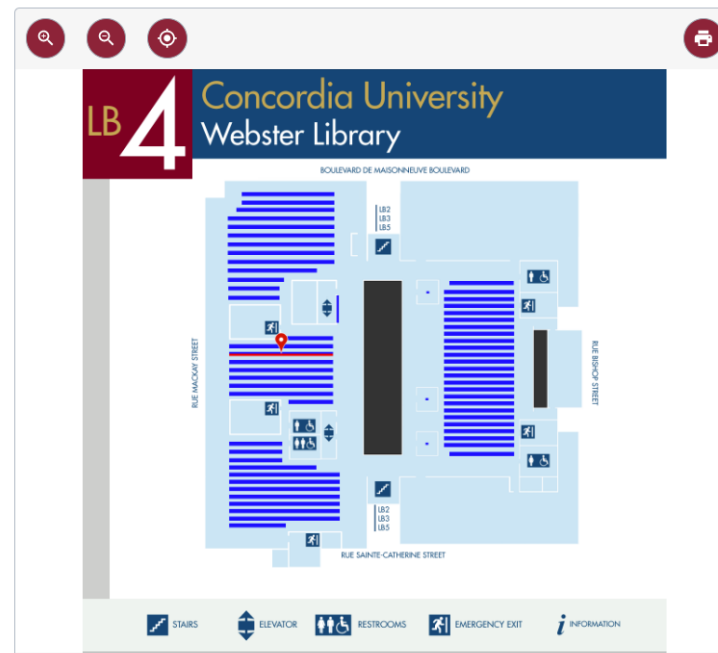 LB 4
Concordia University
Webster Library
BOULEVARD DE MAISONNEUVE BOULEVARD
LB2
LB3
LB5
RUE MACKAY STREET
RUE BISHOP STREET
LB2
LB3
LB5
RUE SAINTE-CATHERINE STREET
STAIRS
ELEVATOR
RESTROOMS
EMERGENCY EXIT
i INFORMATION